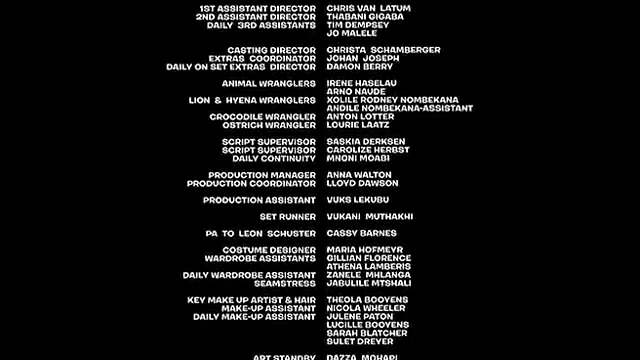 1ST ASSISTANT DIRECTOR CHRIS VAN LATUM
2ND ASSISTANT DIRECTOR THABANI GIGABA
DAILY 3RD ASSISTANTS TIM DEMPSEY
JO MALELE
CASTING DIRECTOR CHRISTA SCHAMBERGER
EXTRAS COORDINATOR JOHAN JOSEPH
DAILY ON SET EXTRAS DIRECTOR DAMON BERRY
ANIMAL WRANGLERS IRENE HASELAU
ARNO NAUDE
LION & HYENA WRANGLERS XOLILE RODNEY NOMBEKANA
ANDILE NOMBEKANA-ASSISTANT
CROCODILE WRANGLER ANTON LOTTER
OSTRICH WRANGLER LOURIE LAATZ
SCRIPT SUPERVISOR SASKIA DERKSEN
SCRIPT SUPERVISOR CAROLIZE HERBST
DAILY CONTINUITY MNONI MOABI
PRODUCTION MANAGER ANNA WALTON
PRODUCTION COORDINATOR LLOYD DAWSON
PRODUCTION ASSISTANT VUKS LEKUBU
SET RUNNER VUKANI MUTHAKHI
PA TO LEON SCHUSTER CASSY BARNES
COSTUME DESIGNER MARIA HOFMEYR
WARDROBE ASSISTANTS GILLIAN FLORENCE
ATHENA LAMBERIS
DAILY WARDROBE ASSISTANT ZANELE MHLANGA
SEAMSTRESS JABULILE MTSHALI
KEY MAKE UP ARTIST & HAIR THEOLA BOOYENS
MAKE-UP ASSISTANT NICOLA WHEELER
DAILY MAKE-UP ASSISTANT JULENE PATON
LUCILLE BOOYENS
SARAH BLATCHER
SULET DREYER
ART STANDBY DAZZA MOHAPI